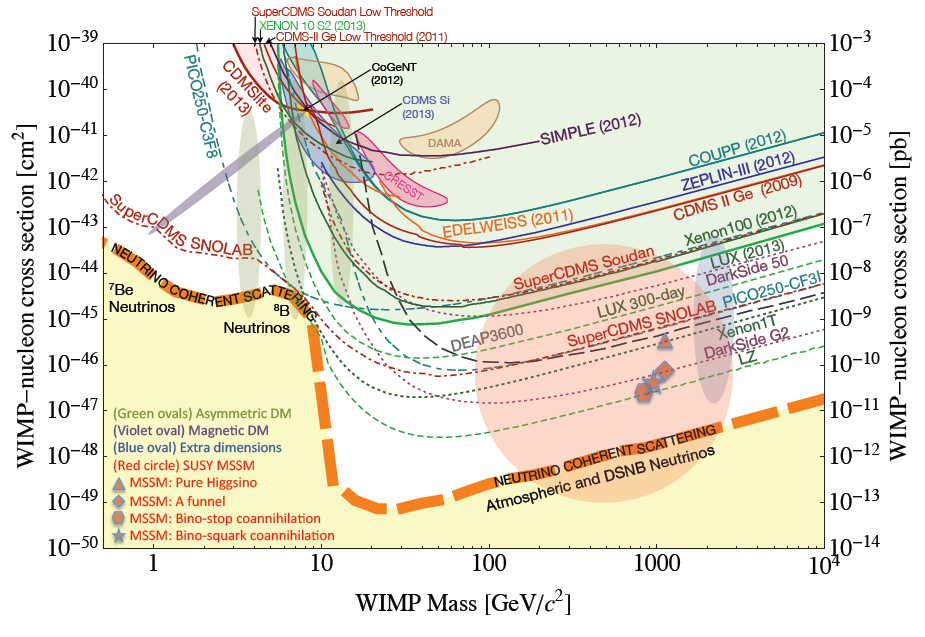 SuperCDMS Soudan Low Threshold
XENON 10 S2 (2013)
CDMS-II Ge Low Threshold (2011)
10−39
10−40
10−41
10−42
10−43
10−44
10−45
10−46
10−47
10−48
10−49
10−50
WIMP−nucleon cross section [cm2]
10−3
10−4
10−5
10−6
10−7
10−8
10−9
10−10
10−11
10−12
10−13
10−14
WIMP−nucleon cross section [pb]
PICO250-C3F8
CDMSlite
(2013)
CoGeNT
(2012)
CDMS Si
(2013)
DAMA
SIMPLE (2012)
CRESST
COUPP (2012)
ZEPLIN-III (2012)
CDMS II Ge (2009)
EDELWEISS (2011)
Xenon100 (2012)
SuperCDMS SNOLAB
SuperCDMS Soudan
LUX (2013)
DarkSide 50
LUX 300-day
PICO250-CF3I
SuperCDMS SNOLAB
DEAP3600
Xenon1T
DarkSide G2
LZ
NEUTRINO COHERENT SCATTERING
7Be
Neutrinos
8B
Neutrinos
NEUTRINO COHERENT SCATTERING
Atmospheric and DSNB Neutrinos
(Green ovals) Asymmetric DM
(Violet oval) Magnetic DM
(Blue oval) Extra dimensions
(Red circle) SUSY MSSM
MSSM: Pure Higgsino
MSSM: A funnel
MSSM: Bino-stop coannihilation
MSSM: Bino-squark coannihilation
1
10
100
1000
104
WIMP Mass [GeV/c2]